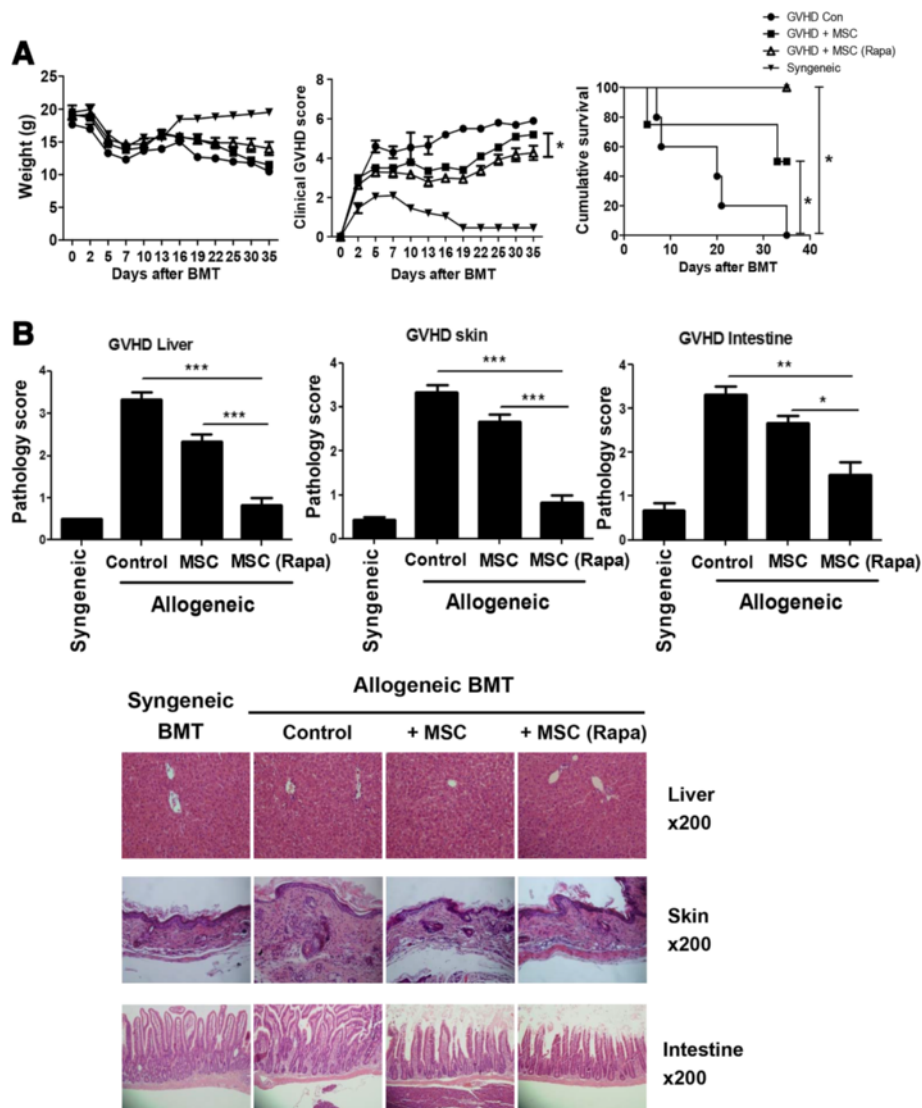 GVHD Con
GVHD + MSC
GVHD + MSC (Rapa)
Syngeneic
A
25
20
15
10
5
0
Weight (g)
0 2 5 7 10 13 16 19 22 25 30 35
Days after BMT
8
6
4
2
0
Clinical GVHD score
*
0 2 5 7 10 13 16 19 22 26 30 35
Days after BMT
100
80
60
40
20
0
Cumulative survival
* *
0 10 20 30 40
Days after BMT
B
GVHD Liver
4
3
2
1
0
Pathology score
***
***
Syngeneic
Control MSC MSC (Rapa)
Allogeneic
GVHD skin
4
3
2
1
0
Pathology score
***
***
Syngeneic
Control MSC MSC (Rapa)
Allogeneic
GVHD Intestine
4
3
2
1
0
Pathology score
**
*
Syngeneic
Control MSC MSC (Rapa)
Allogeneic
Syngeneic
BMT
Allogeneic BMT
Control + MSC + MSC (Rapa)
Liver
x200
Skin
x200
Intestine
x200